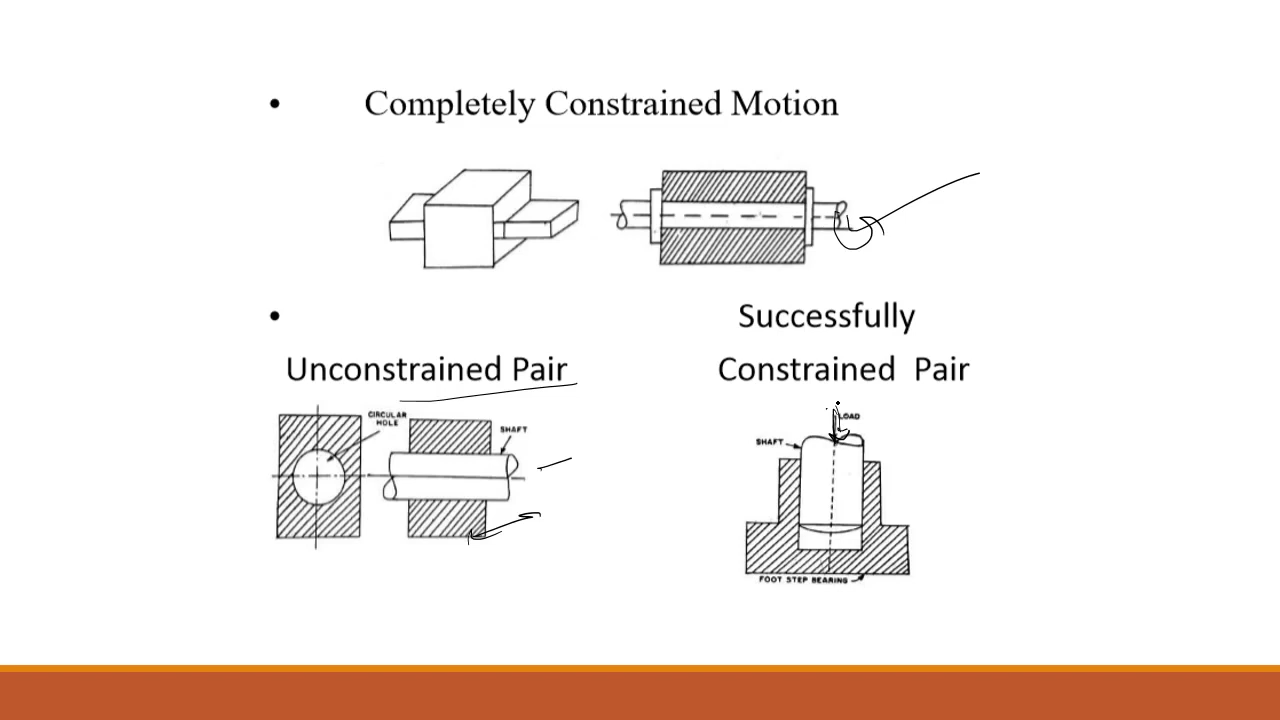 • Completely Constrained Motion
• Successfully
Unconstrained Pair
Constrained Pair
CIRCULAR
HOLE
SHAFT
LOAD
SHAFT
FOOT STEP BEARING